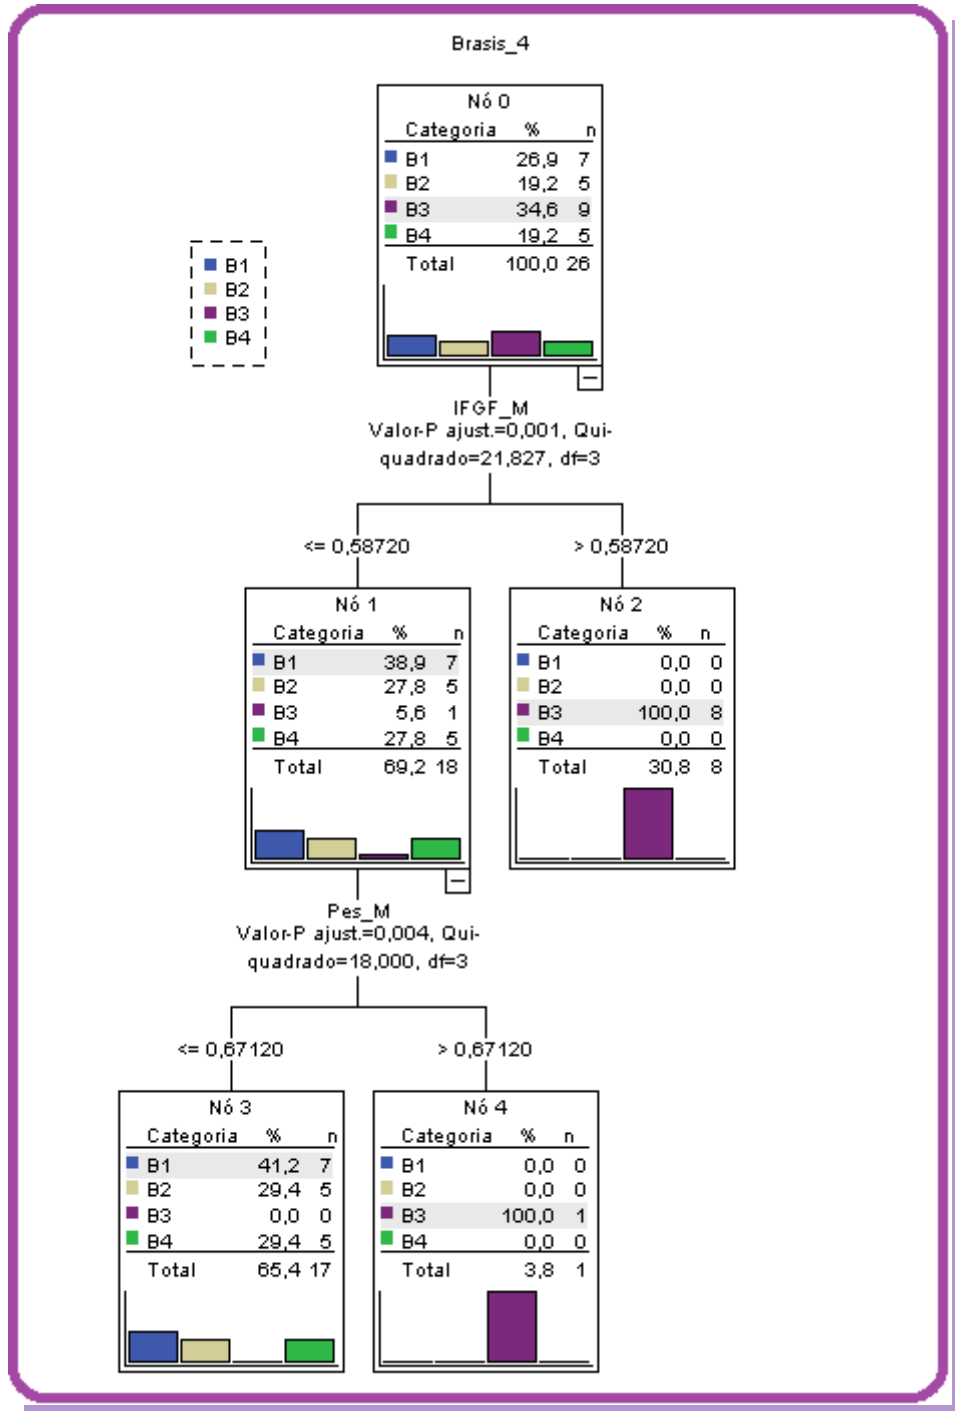 Brasis_4
Nó 0
Categoria % n
B1 26,9 7
B2 19,2 5
B3 34,6 9
B4 19,2 5
Total 100,0 26
B1
B2
B3
B4
IFGF_M
Valor-P ajust.=0,001, Qui-
quadrado=21,827, df=3
<= 0,58720
> 0,58720
Nó 1
Categoria % n
B1 38,9 7
B2 27,8 5
B3 5,6 1
B4 27,8 5
Total 69,2 18
Nó 2
Categoria % n
B1 0,0 0
B2 0,0 0
B3 100,0 8
B4 0,0 0
Total 30,8 8
Pes_M
Valor-P ajust.=0,004, Qui-
quadrado=18,000, df=3
<= 0,67120
> 0,67120
Nó 3
Categoria % n
B1 41,2 7
B2 29,4 5
B3 0,0 0
B4 29,4 5
Total 65,4 17
Nó 4
Categoria % n
B1 0,0 0
B2 0,0 0
B3 100,0 1
B4 0,0 0
Total 3,8 1